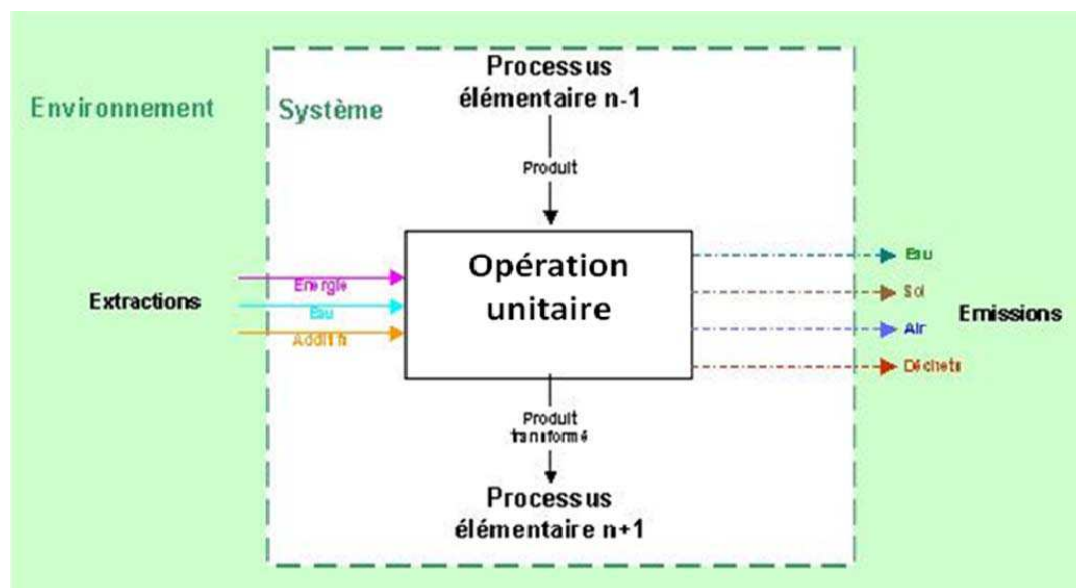 Processus
élémentaire n-1
Environnement
Système
Produit
Opération
unitaire
Extractions
Energie
Eau
Additifs
Eau
Sol
Air
Déchets
Emissions
Produit
transformé
Processus
élémentaire n+1